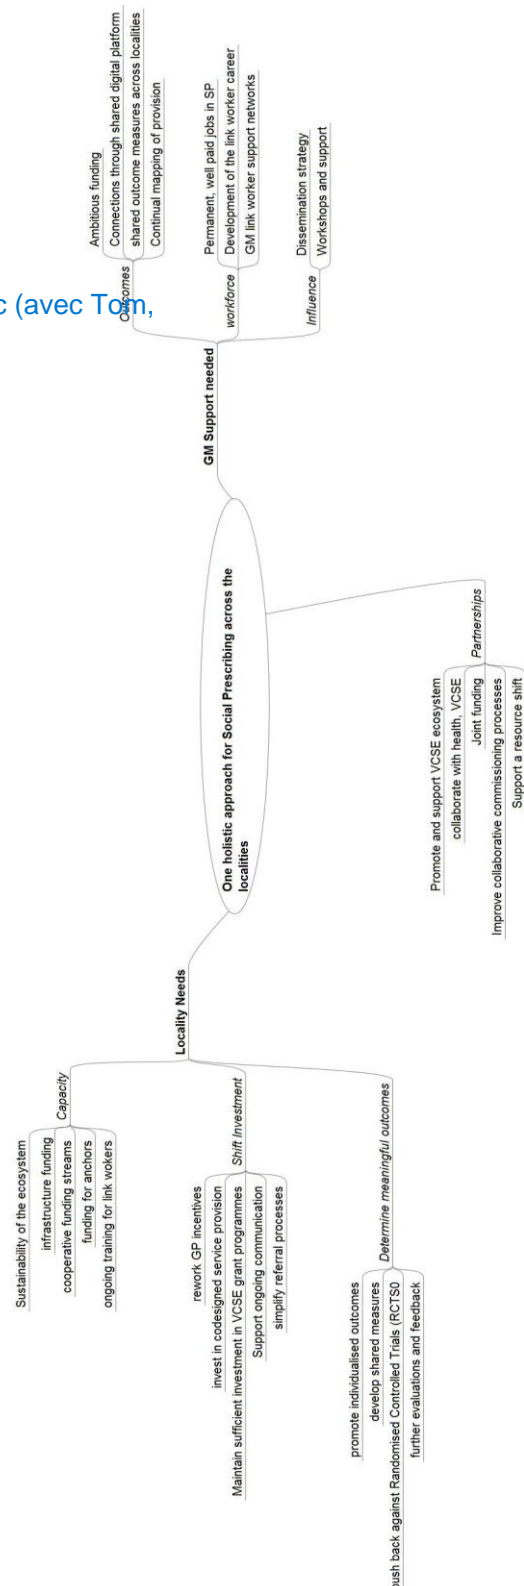 c (avec Tom,
One holistic approach for Social Prescribing across the
localities
GM Support needed
Outcomes
Ambitious funding
Connections through shared digital platform
shared outcome measures across localities
Continual mapping of provision
workforce
Permanent, well paid jobs in SP
Development of the link worker career
GM link worker support networks
Influence
Dissemination strategy
Workshops and support
Partnerships
Promote and support VCSE ecosystem
collaborate with health, VCSE
Joint funding
Improve collaborative commissioning processes
Support a resource shift
Locality Needs
Capacity
Sustainability of the ecosystem
infrastructure funding
cooperative funding streams
funding for anchors
ongoing training for link wokers
Shift Investment
rework GP incentives
invest in codesigned service provision
Maintain sufficient investment in VCSE grant programmes
Support ongoing communication
simplify referral processes
Determine meaningful outcomes
promote individualised outcomes
develop shared measures
push back against Randomised Controlled Trials (RCTS0
further evaluations and feedback